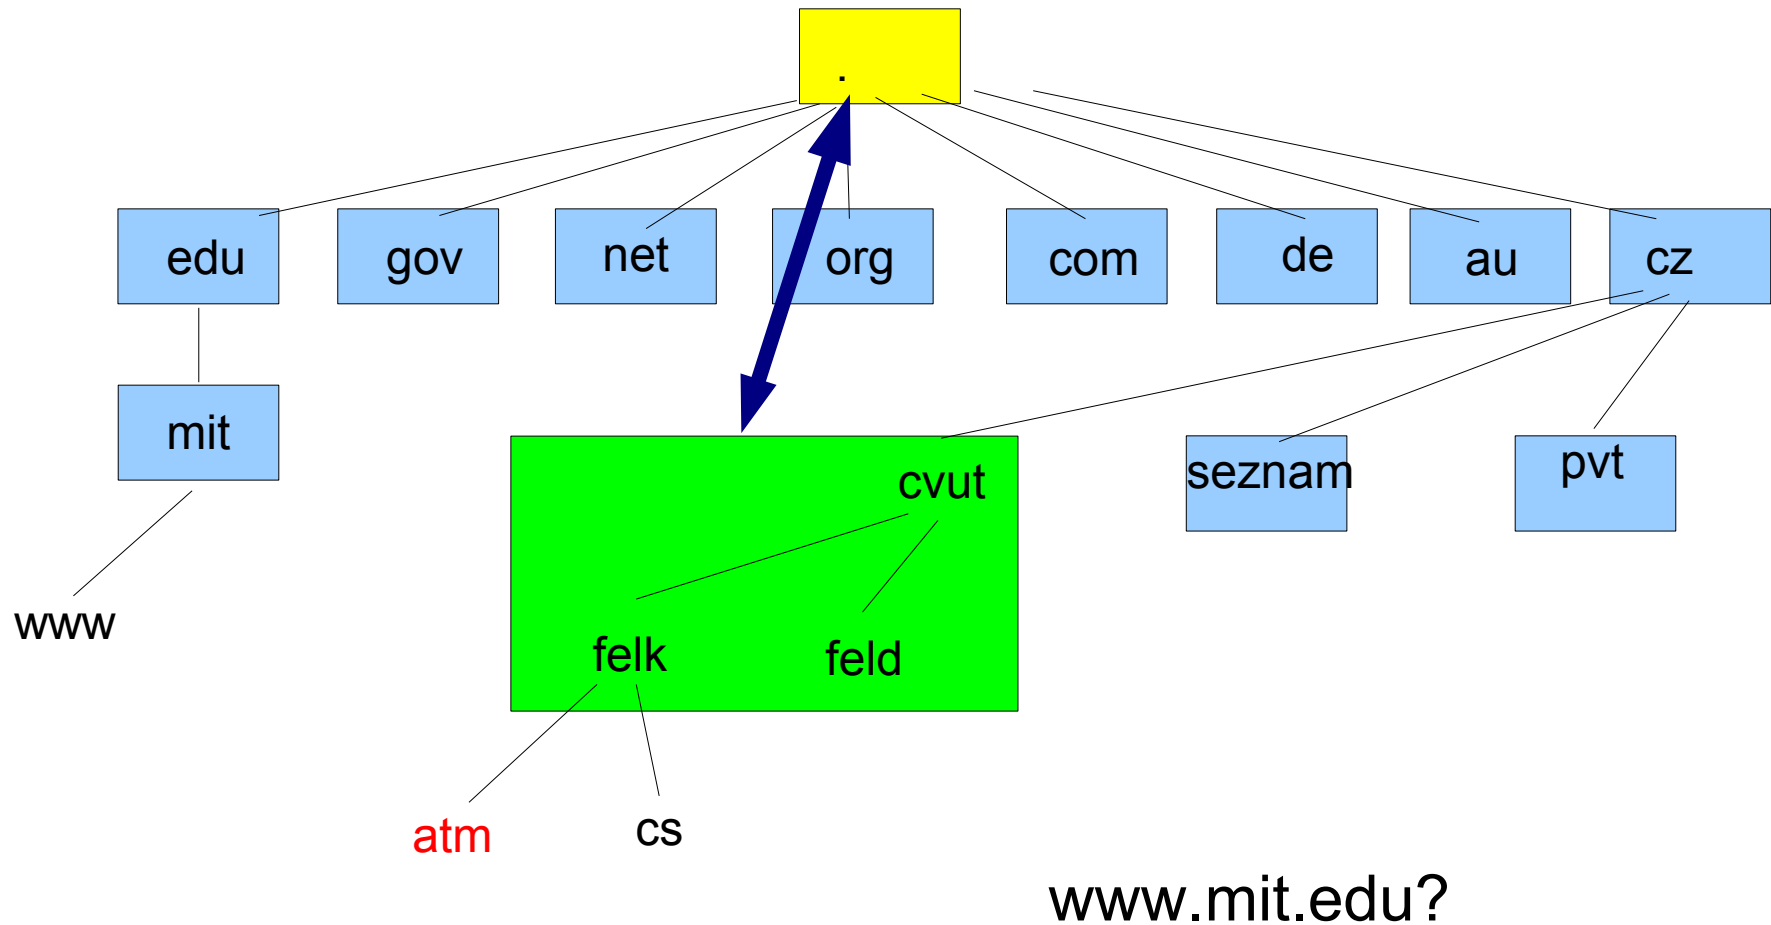 .
edu
gov
net
org
com
de
au
cz
mit
cvut
seznam
pvt
www
felk
feld
atm
cs
www.mit.edu?